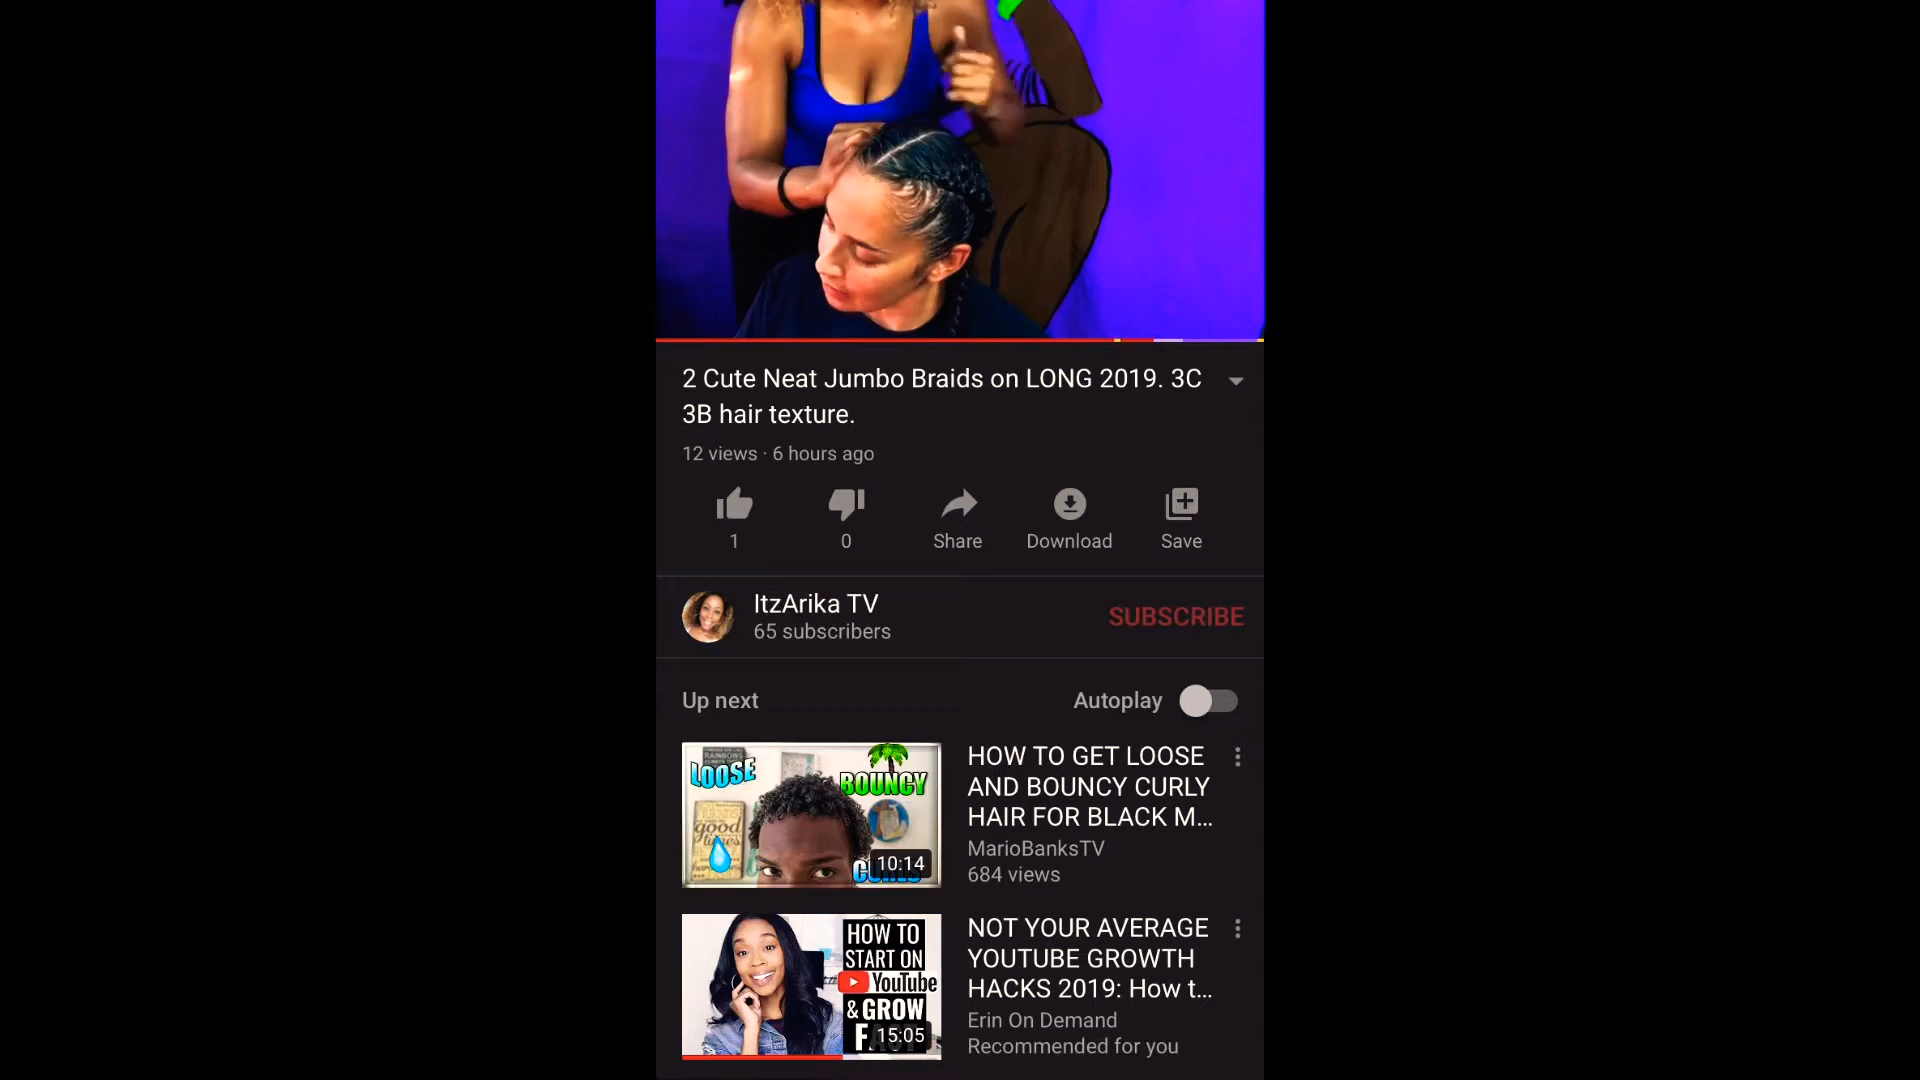 2 Cute Neat Jumbo Braids on LONG 2019. 3C
3B hair texture.
12 views · 6 hours ago
1
0
Share
Download
Save
ItzArika TV
65 subscribers
SUBSCRIBE
Up next
Autoplay
LOOSE
BOUNCY
good
times
10:14
HOW TO GET LOOSE
AND BOUNCY CURLY
HAIR FOR BLACK M...
MarioBanksTV
684 views
HOW TO
START ON
YouTube
& GROW
15:05
NOT YOUR AVERAGE
YOUTUBE GROWTH
HACKS 2019: How t...
Erin On Demand
Recommended for you